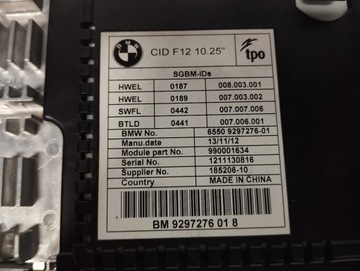 BMW
CID F12 10.25"
tpo
SGBM-IDs
HWEL 0187 008.003.001
HWEL 0189 007.003.002
SWFL 0442 007.007.006
BTLD 0441 007.006.001
BMW No. 6550 9297276-01
Manu.date 13/11/12
Module part No. 990001634
Serial No. 1211130816
Supplier No. 185206-10
Country MADE IN CHINA
BM 9297276 01 8